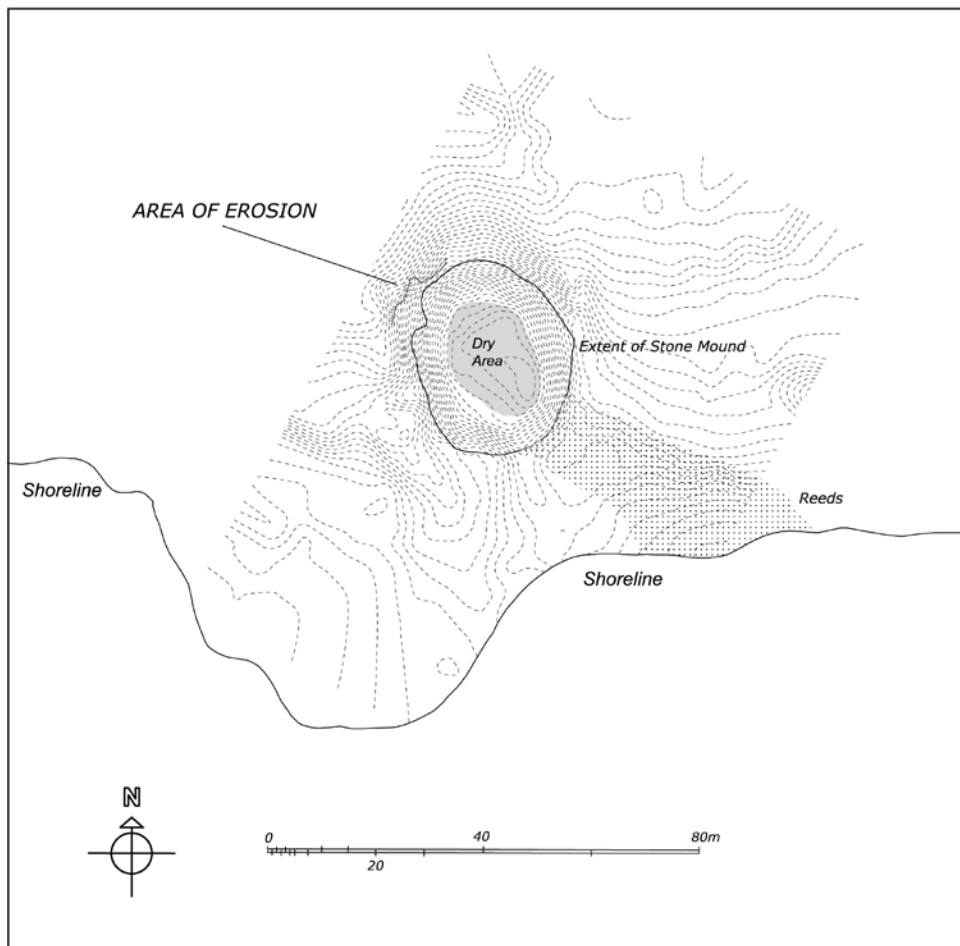 AREA OF EROSION
Dry
Area
Extent of Stone Mound
Shoreline
Reeds
Shoreline
N
0
40
80m
20